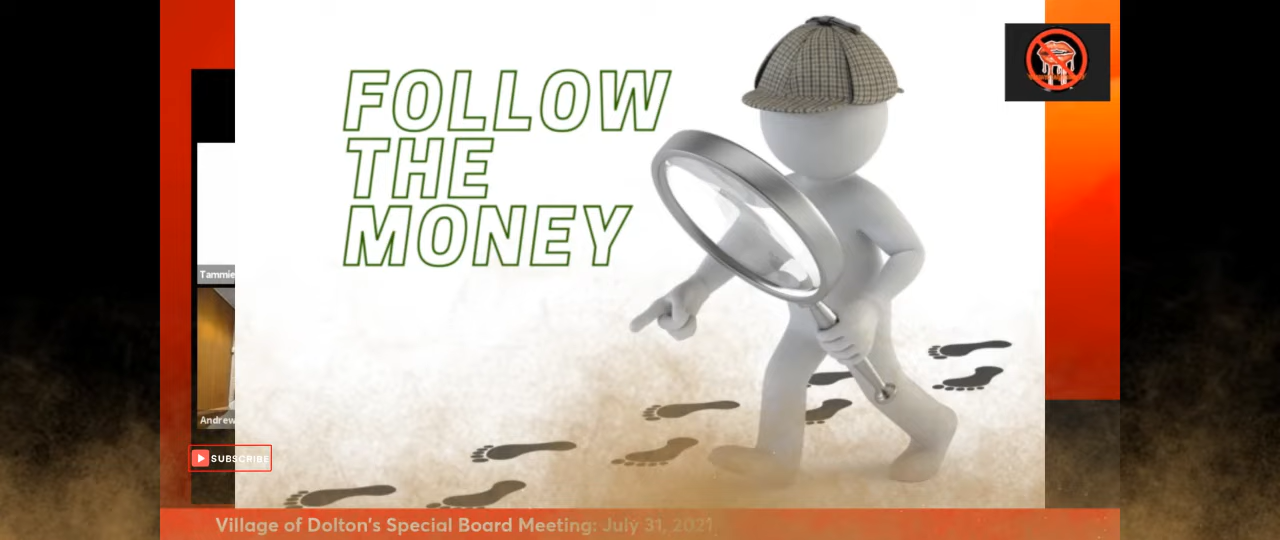 FOLLOW
THE
MONEY
Tammie
Andrew
SUBSCRIBE
Village of Dolton's Special Board Meeting: July 31, 2021